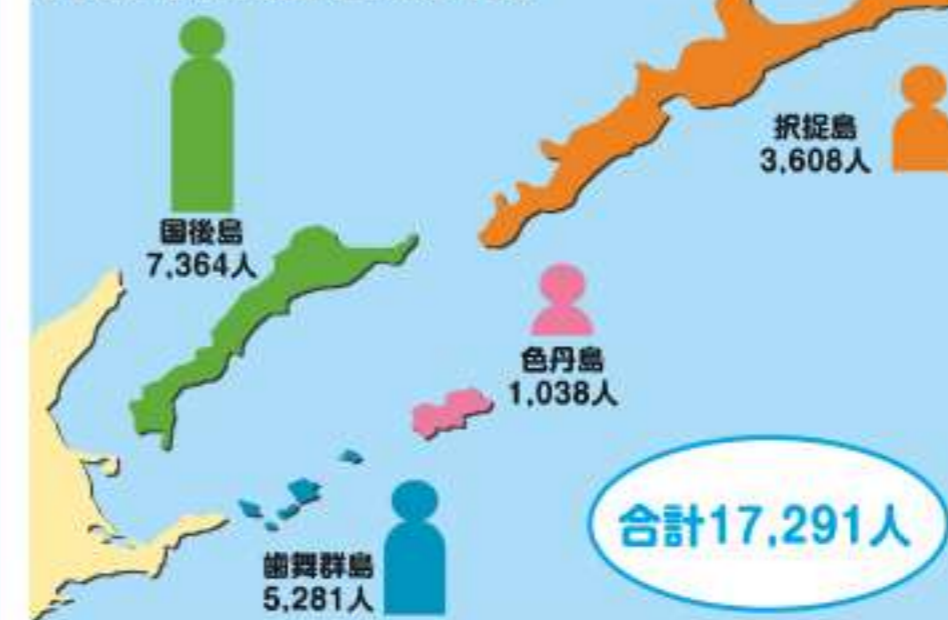 択捉島
3,608人
国後島
7,364人
色丹島
1,038人
合計17,291人
歯舞群島
5,281人